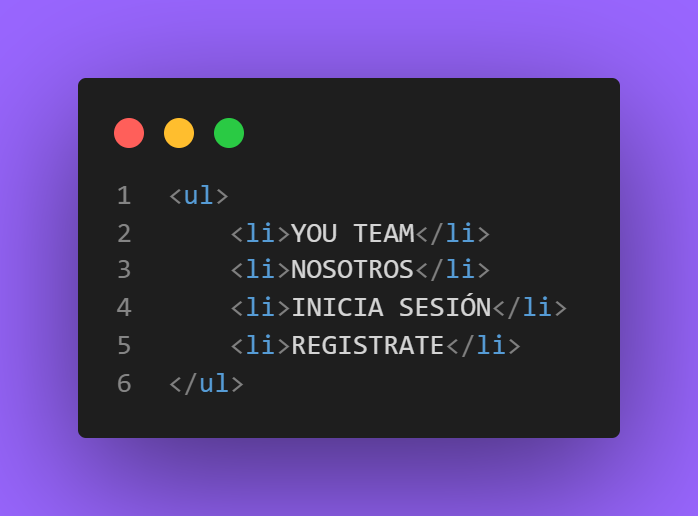 1 <ul>
2     <li>YOU TEAM</li>
3     <li>NOSOTROS</li>
4     <li>INICIA SESIÓN</li>
5     <li>REGISTRATE</li>
6 </ul>